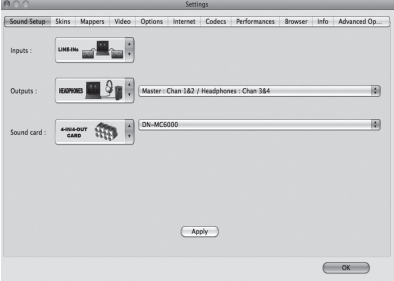 Settings
Sound Setup Skins Mappers Video Options Internet Codecs Performances Browser Info Advanced Op...
Inputs : LINE-INs
Outputs : HEADPHONES Master : Chan 1&2 / Headphones : Chan 3&4
Sound card : 4-IN/4-OUT CARD DN-MC6000
Apply
OK